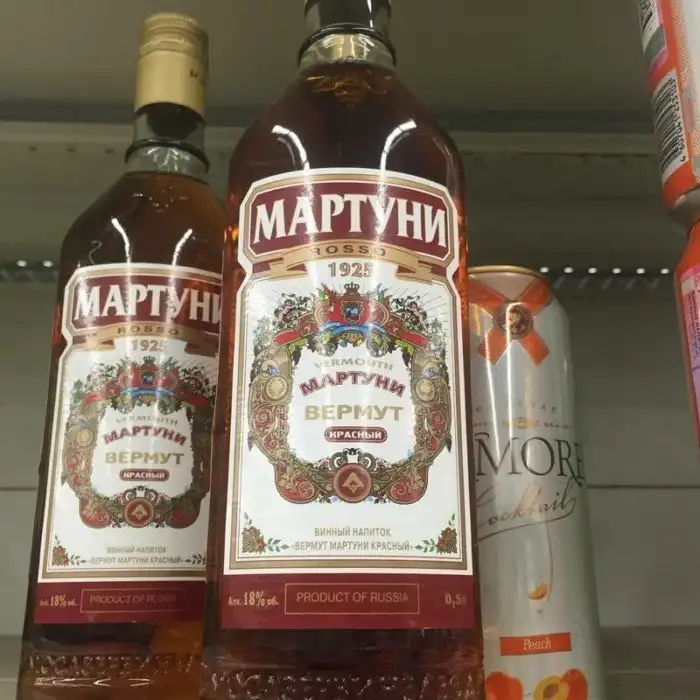 МАРТУНИ
ROSSO
1925
VERMOUTH
МАРТУНИ
ВЕРМУТ
КРАСНЫЙ
ВИННЫЙ НАПИТОК
«ВЕРМУТ МАРТУНИ КРАСНЫЙ»
Алк. 18% об.
PRODUCT OF RUSSIA
0,5л
МАРТУНИ
ROSSO
1925
VERMOUTH
МАРТУНИ
ВЕРМУТ
КРАСНЫЙ
ВИННЫЙ НАПИТОК
«ВЕРМУТ МАРТУНИ КРАСНЫЙ»
Алк. 18% об.
PRODUCT OF RUSSIA
MORE
Cocktail
Peach